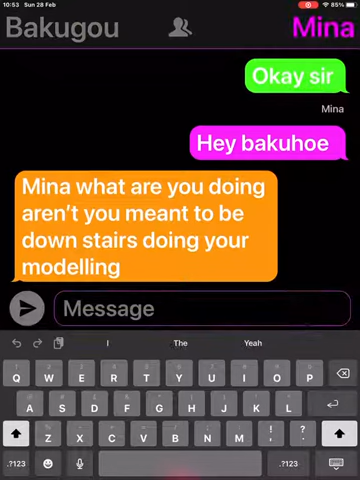 10:53 Sun 28 Feb 85%
Bakugou Mina
Okay sir
Mina
Hey bakuhoe
Mina what are you doing
aren't you meant to be
down stairs doing your
modelling
Message
I The Yeah
Q W E R T Y U I O P
A S D F G H J K L
Z X C V B N M ! , ? .
.?123 .?123